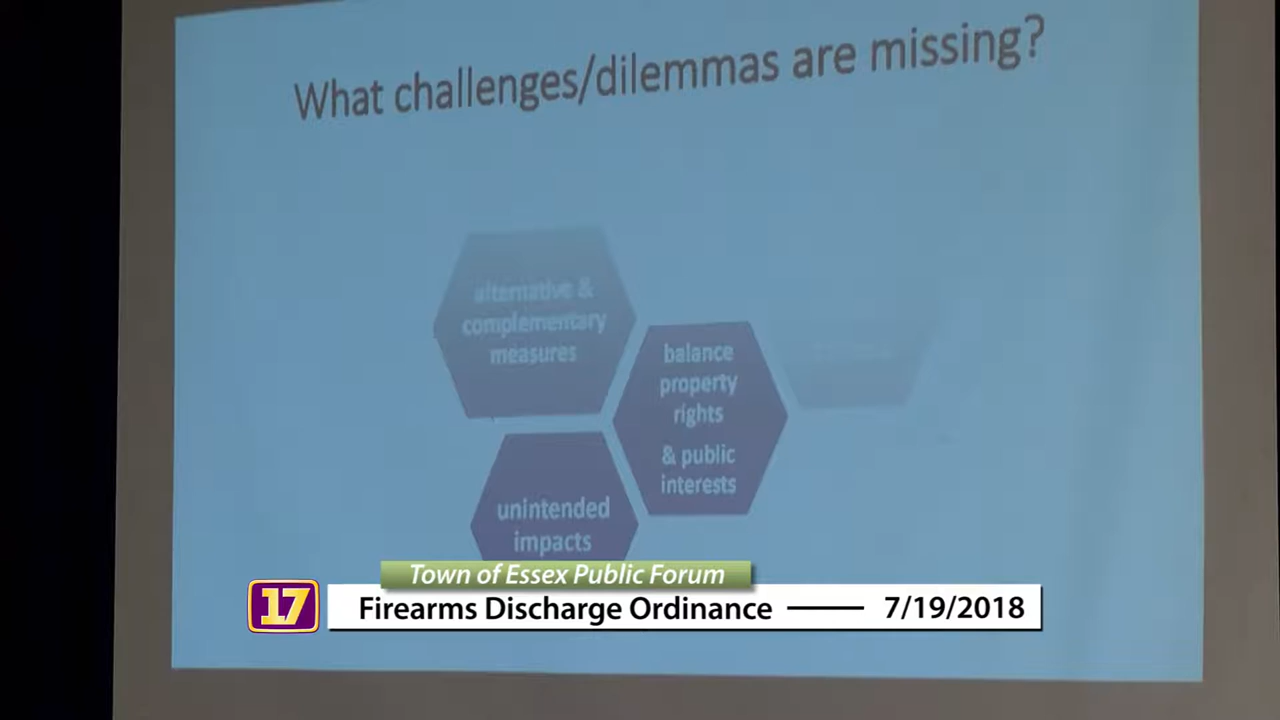 What challenges/dilemmas are missing?
alternative &
complementary
measures
balance
property
rights
& public
interests
unintended
impacts
Town of Essex Public Forum
17
Firearms Discharge Ordinance
7/19/2018